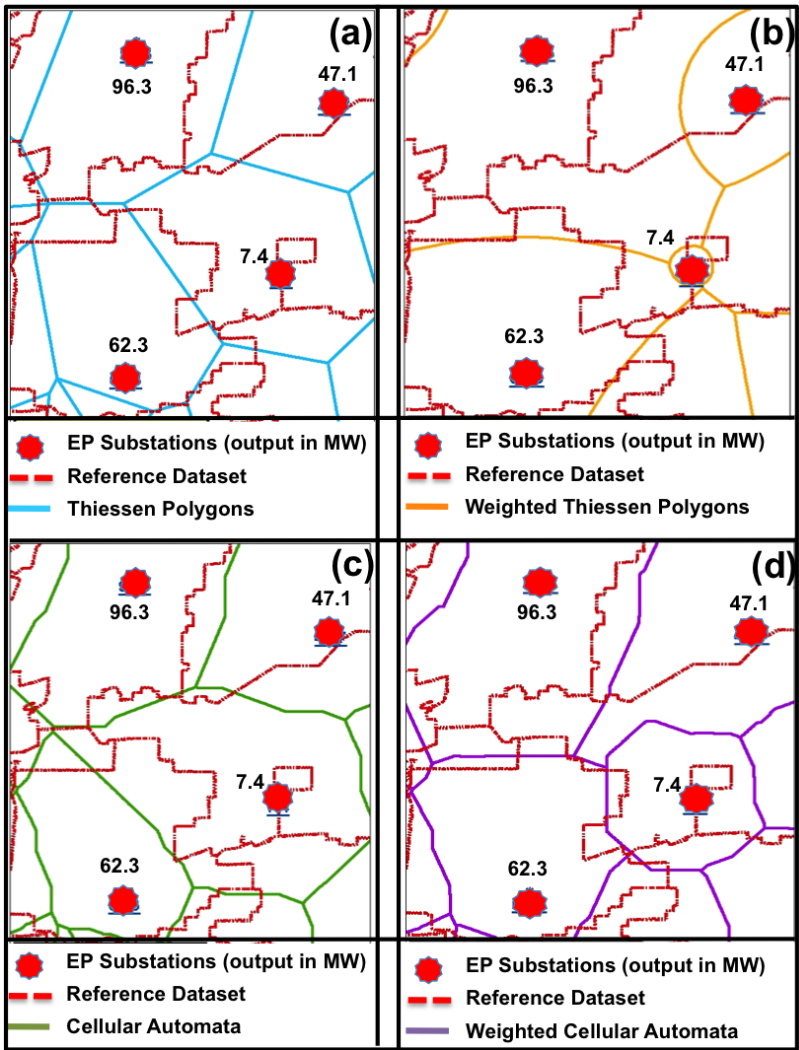 (a)
96.3
47.1
7.4
62.3
EP Substations (output in MW)
Reference Dataset
Thiessen Polygons
(b)
96.3
47.1
7.4
62.3
EP Substations (output in MW)
Reference Dataset
Weighted Thiessen Polygons
(c)
96.3
47.1
7.4
62.3
EP Substations (output in MW)
Reference Dataset
Cellular Automata
(d)
96.3
47.1
7.4
62.3
EP Substations (output in MW)
Reference Dataset
Weighted Cellular Automata